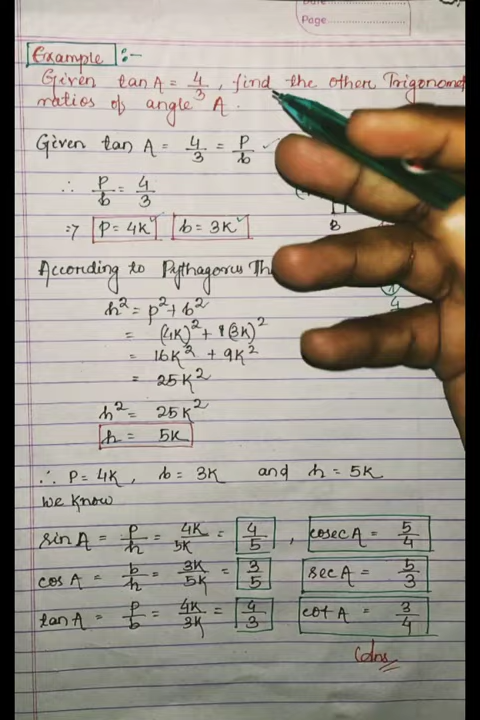 Date
Page
Example :-
Given tan A = 4/3, find the other Trigonomet
ratios of angle A.
Given tan A = 4/3 = P/b
∴ P/b = 4/3
⇒ P = 4K b = 3K
B
According to Pythagorus Th
4
h² = p² + b²
= (4K)² + (3K)²
= 16K² + 9K²
= 25K²
h² = 25K²
h = 5K
∴ P = 4K, b = 3K and h = 5K
we know
sin A = P/h = 4K/5K = 4/5, cosec A = 5/4
cos A = b/h = 3K/5K = 3/5 sec A = 5/3
tan A = P/b = 4K/3K = 4/3 cot A = 3/4